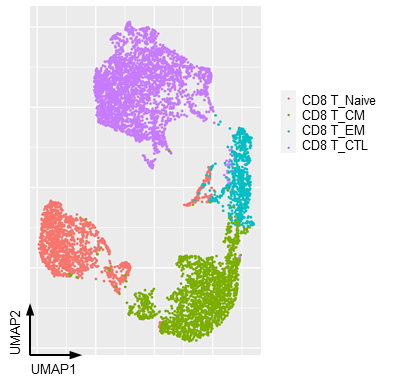 CD8 T_Naive
CD8 T_CM
CD8 T_EM
CD8 T_CTL
UMAP2
UMAP1